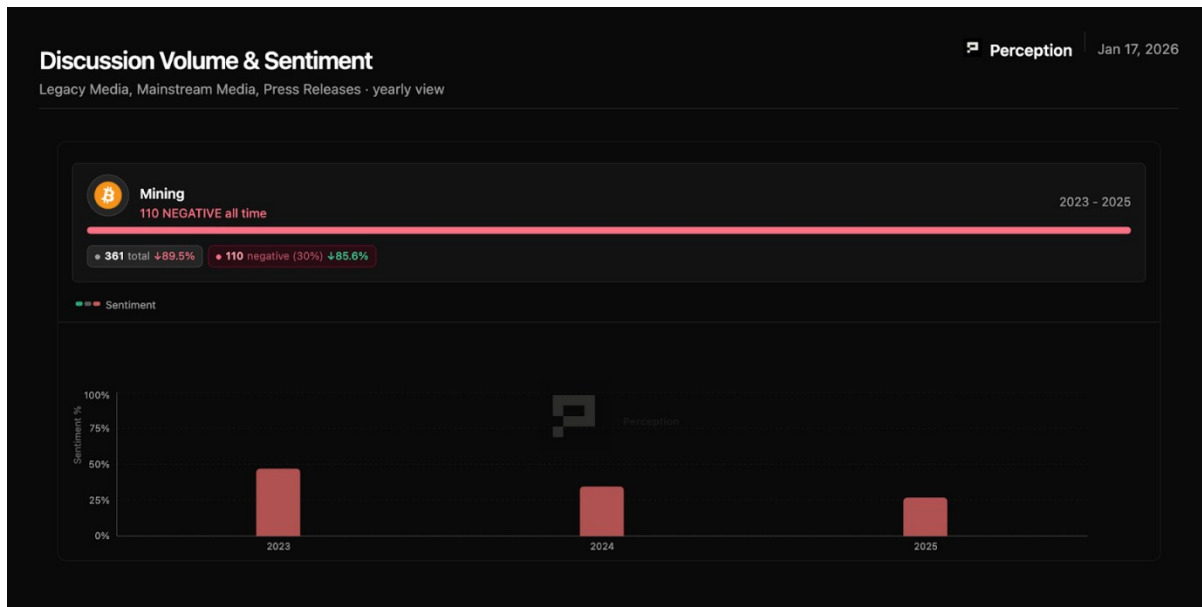 Discussion Volume & Sentiment
Legacy Media, Mainstream Media, Press Releases · yearly view
Perception
Jan 17, 2026
Mining
110 NEGATIVE all time
2023 - 2025
361 total ↓89.5%
110 negative (30%) ↓85.6%
Sentiment
Sentiment %
100%
75%
50%
25%
0%
Perception
2023
2024
2025